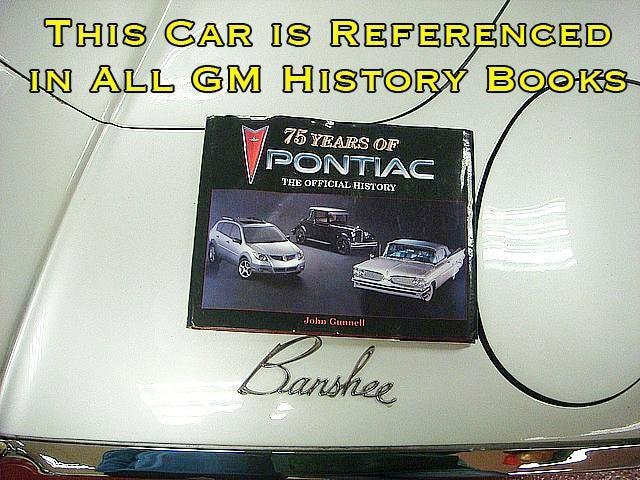 THIS CAR IS REFERENCED
IN ALL GM HISTORY BOOKS
75 YEARS OF
PONTIAC
THE OFFICIAL HISTORY
John Gunnell
Banshee